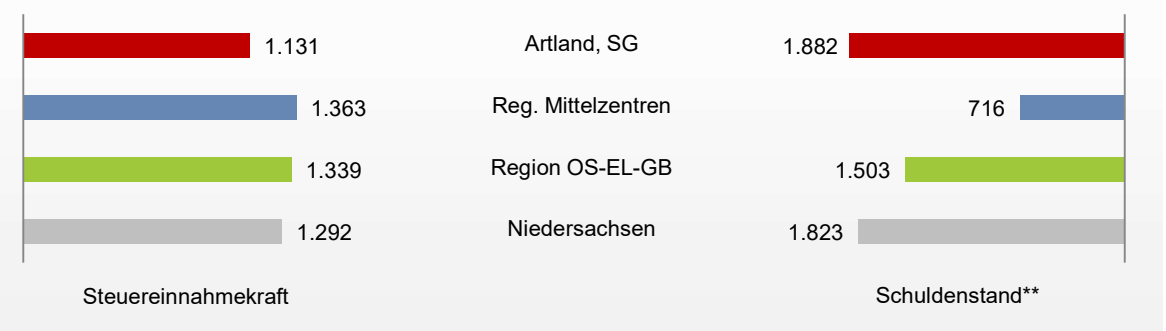 1.131 Artland, SG 1.882
1.363 Reg. Mittelzentren 716
1.339 Region OS-EL-GB 1.503
1.292 Niedersachsen 1.823
Steuereinnahmekraft Schuldenstand**